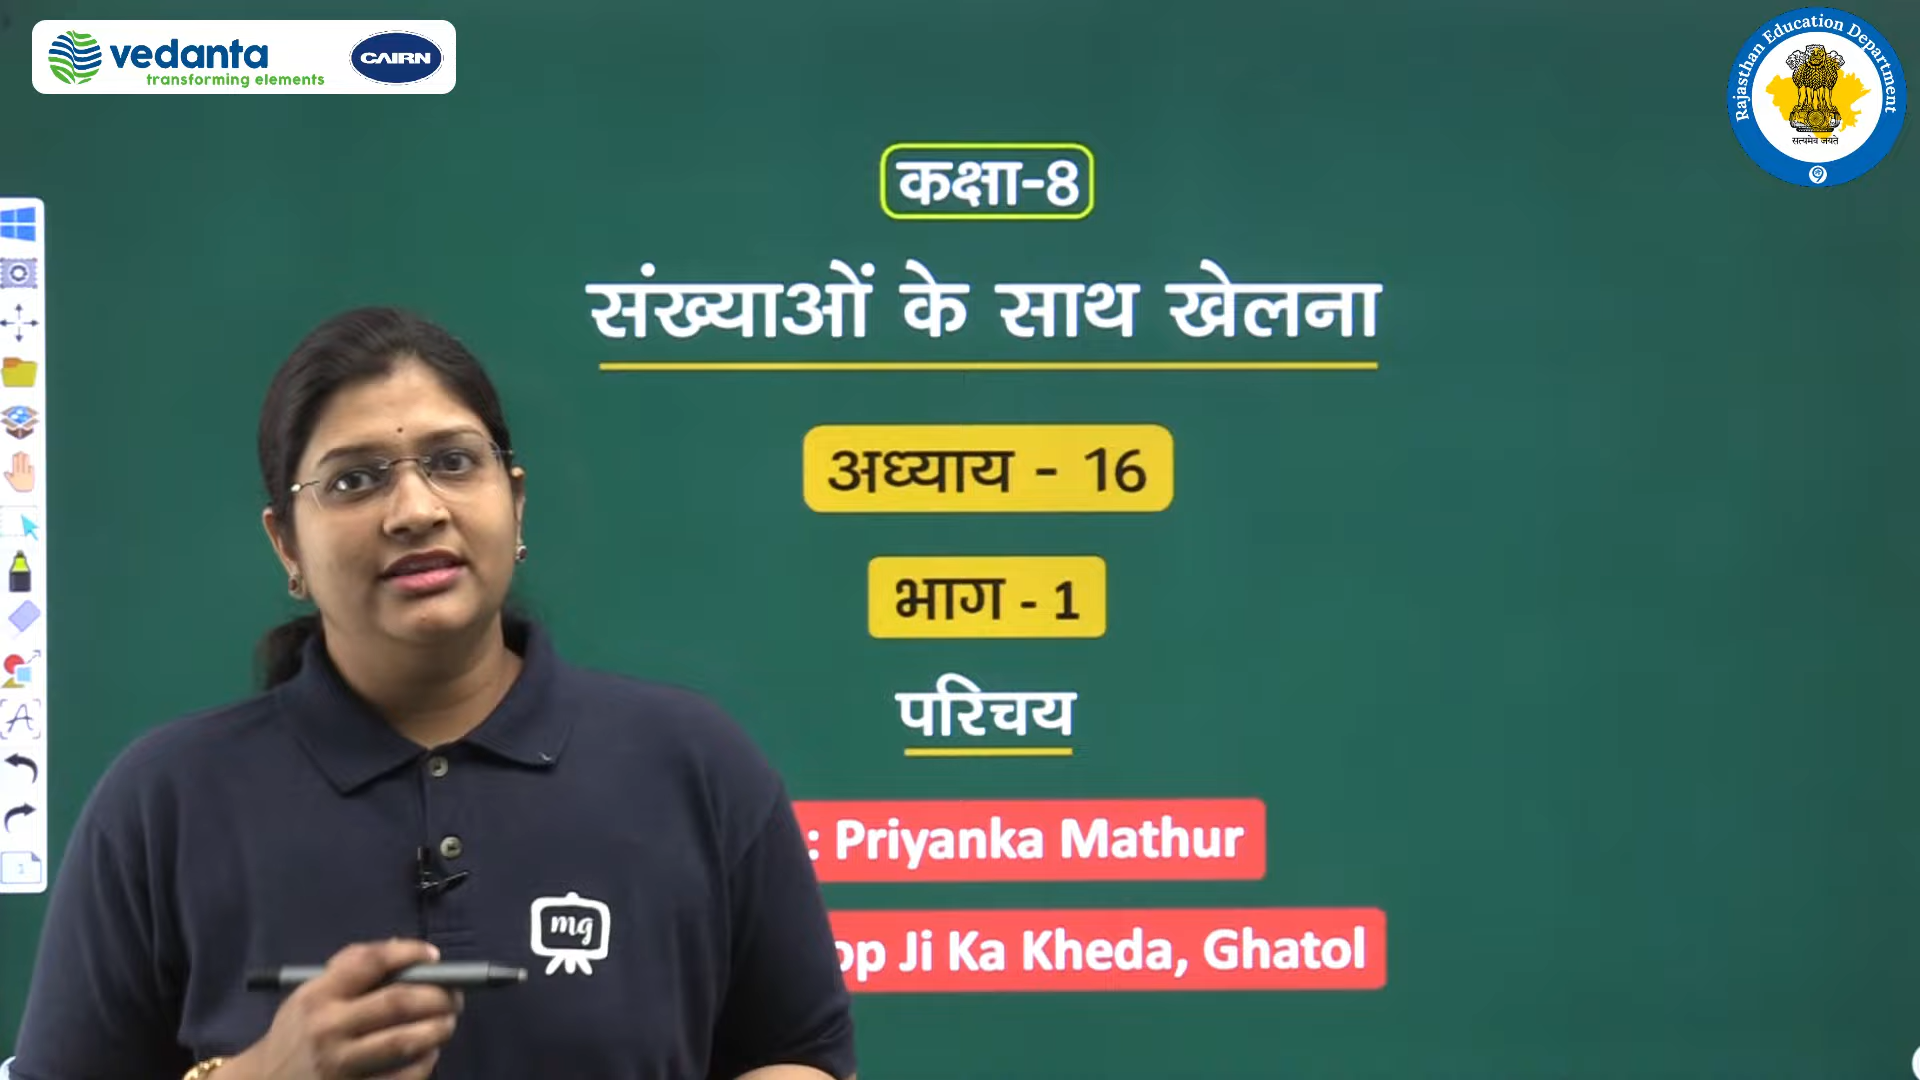 vedanta
transforming elements
CAIRN
Rajasthan Education Department
सत्यमेव जयते
कक्षा-8
संख्याओं के साथ खेलना
अध्याय - 16
भाग - 1
परिचय
: Priyanka Mathur
Ji Ka Kheda, Ghatol
mg
A
1